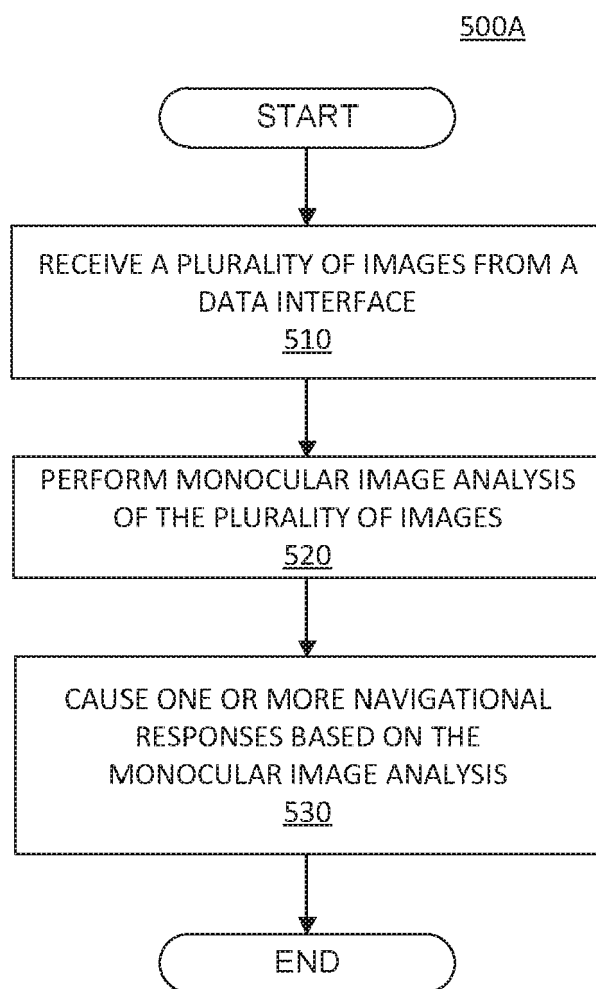 500A
START
RECEIVE A PLURALITY OF IMAGES FROM A
DATA INTERFACE
510
PERFORM MONOCULAR IMAGE ANALYSIS
OF THE PLURALITY OF IMAGES
520
CAUSE ONE OR MORE NAVIGATIONAL
RESPONSES BASED ON THE
MONOCULAR IMAGE ANALYSIS
530
END